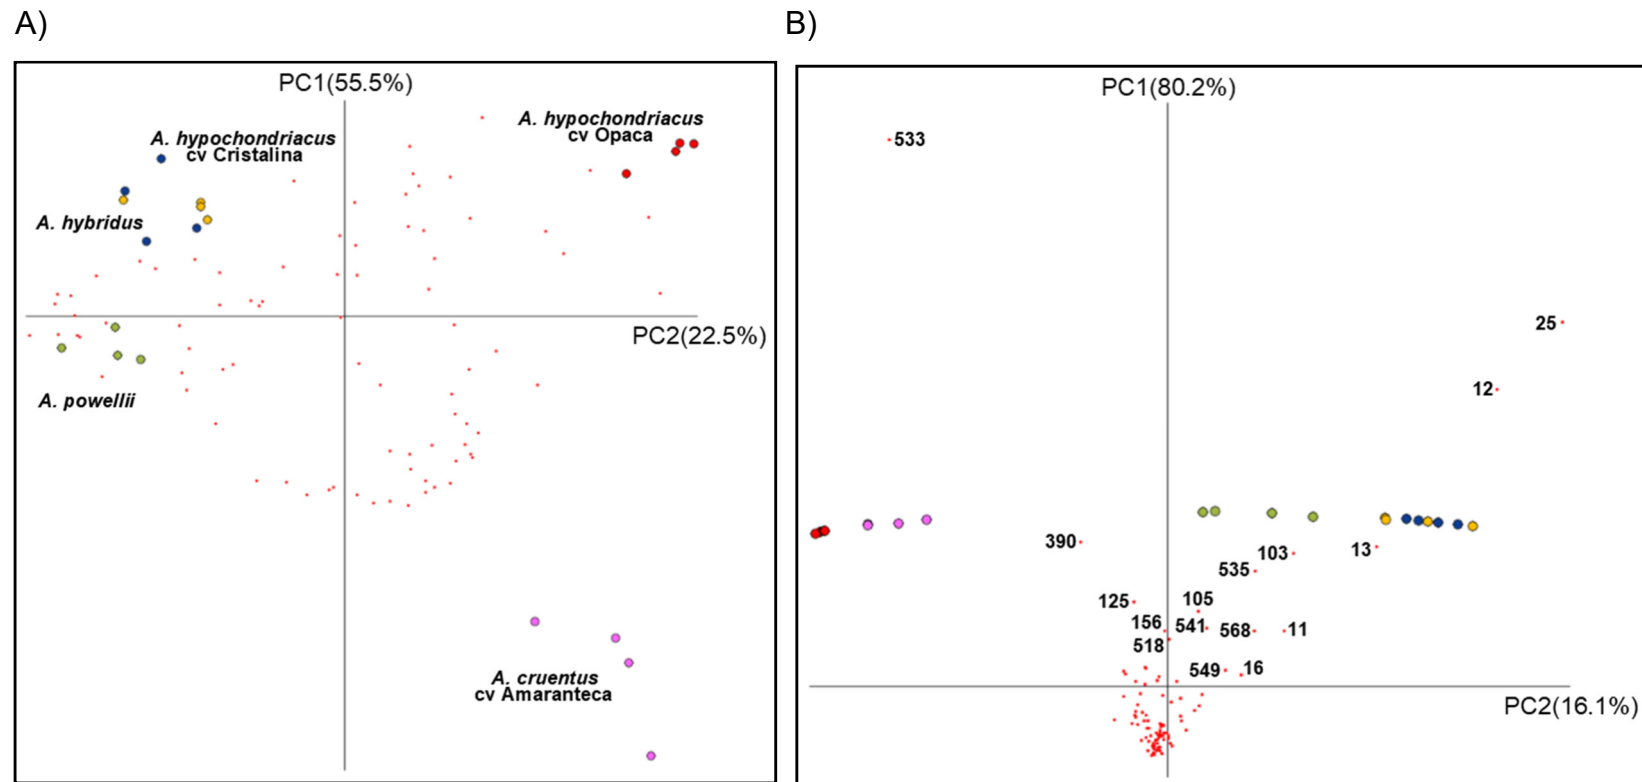 A)
PC1(55.5%)
A. hypochondriacus
cv Cristalina
A. hypochondriacus
cv Opaca
A. hybridus
PC2(22.5%)
A. powellii
A. cruentus
cv Amaranteca
B)
PC1(80.2%)
533
25
12
390
103
13
535
125
105
156
541
568
11
518
549
16
PC2(16.1%)